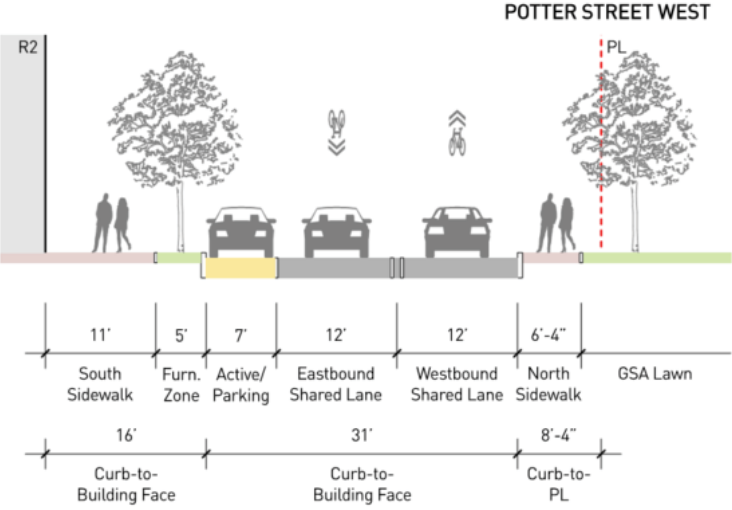 POTTER STREET WEST
R2
PL
11'
5'
7'
12'
12'
6'-4"
South
Sidewalk
Furn.
Zone
Active/
Parking
Eastbound
Shared Lane
Westbound
Shared Lane
North
Sidewalk
GSA Lawn
16'
31'
8'-4"
Curb-to-
Building Face
Curb-to-
Building Face
Curb-to-
PL